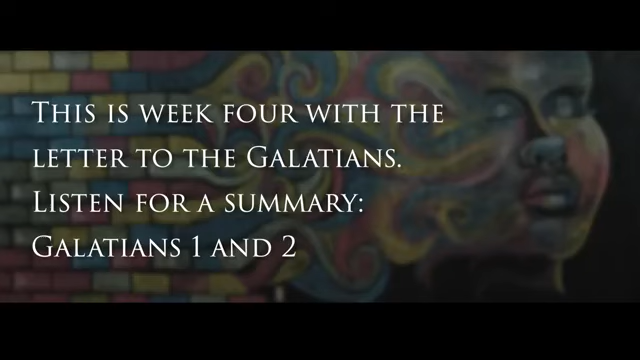 This is week four with the
letter to the Galatians.
Listen for a summary:
Galatians 1 and 2